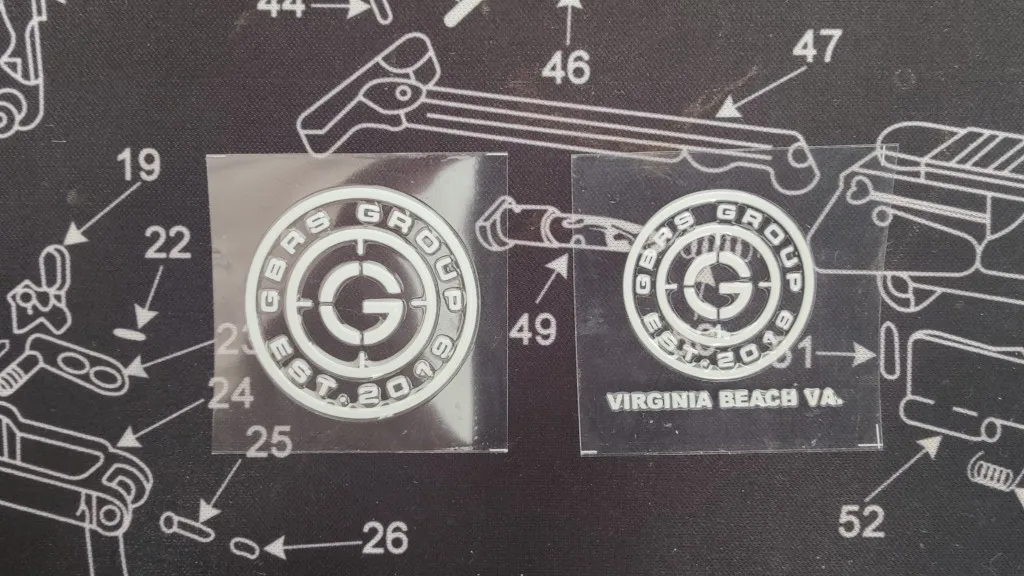 44
46
47
19
22
GBRS GROUP
G
EST.2019
GBRS GROUP
G
EST.2019
VIRGINIA BEACH VA.
49
23
24
25
26
31
52